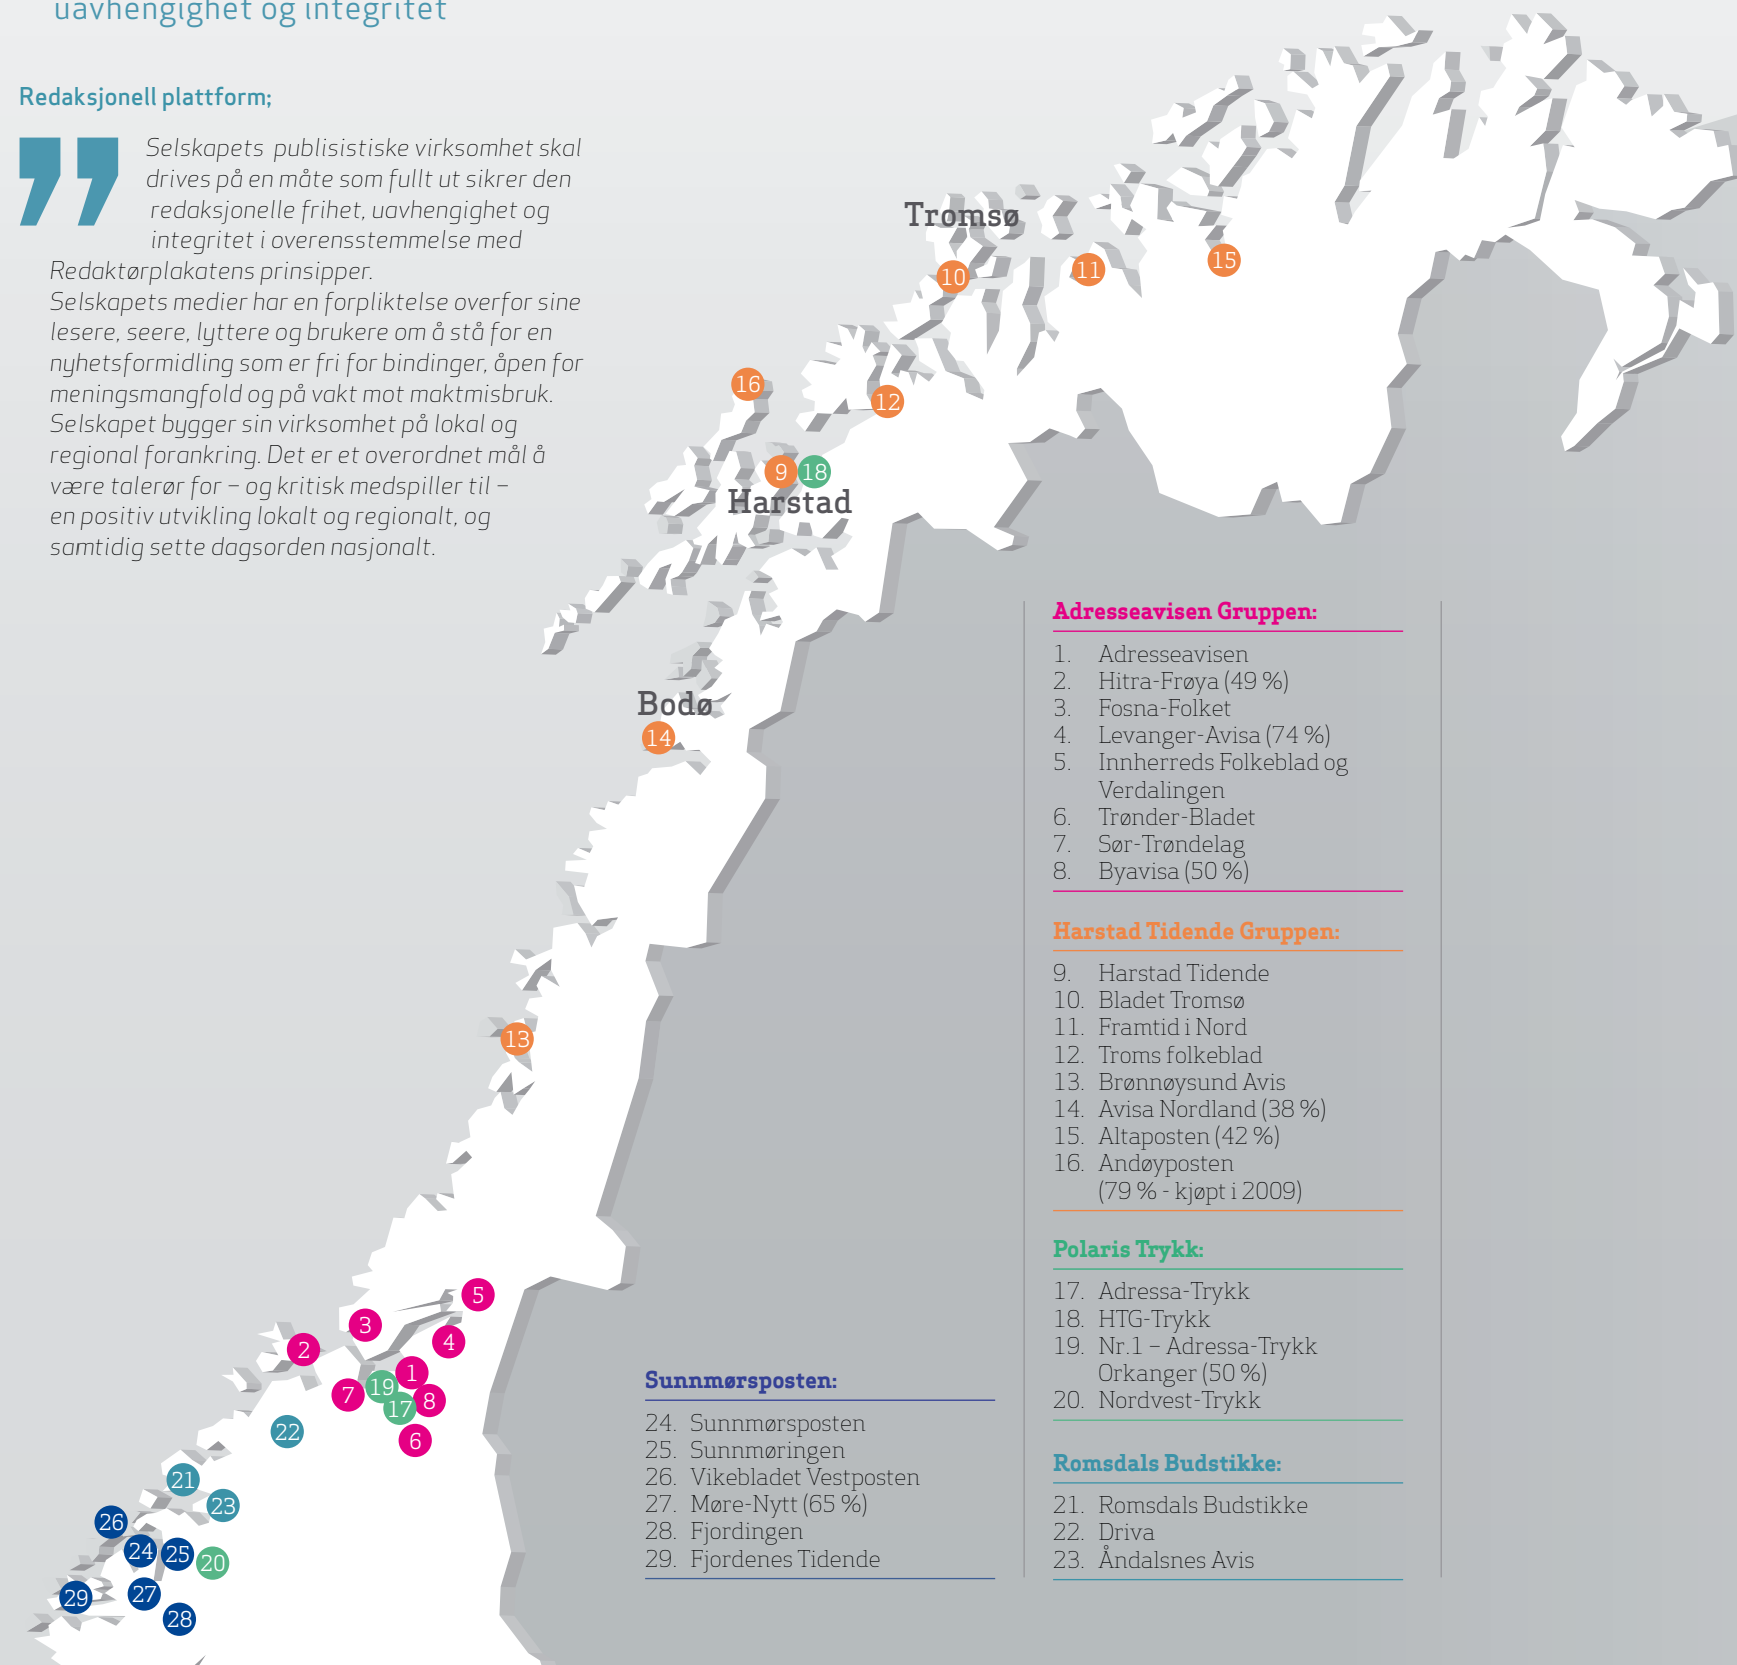 uavhengighet og integritet
Redaksjonell plattform;
Selskapets publisistiske virksomhet skal
drives på en måte som fullt ut sikrer den
redaksjonelle frihet, uavhengighet og
integritet i overensstemmelse med
Redaktørplakatens prinsipper.
Selskapets medier har en forpliktelse overfor sine
lesere, seere, lyttere og brukere om å stå for en
nyhetsformidling som er fri for bindinger, åpen for
meningsmangfold og på vakt mot maktmisbruk.
Selskapet bygger sin virksomhet på lokal og
regional forankring. Det er et overordnet mål å
være talerør for – og kritisk medspiller til –
en positiv utvikling lokalt og regionalt, og
samtidig sette dagsorden nasjonalt.
Tromsø
10
11
15
16
12
9
18
Harstad
Bodø
14
13
5
3
4
2
1
19
7
8
17
6
22
21
23
26
24
25
20
27
29
28
Sunnmørsposten:
24. Sunnmørsposten
25. Sunnmøringen
26. Vikebladet Vestposten
27. Møre-Nytt (65 %)
28. Fjordingen
29. Fjordenes Tidende
Adresseavisen Gruppen:
1. Adresseavisen
2. Hitra-Frøya (49 %)
3. Fosna-Folket
4. Levanger-Avisa (74 %)
5. Innherreds Folkeblad og
Verdalingen
6. Trønder-Bladet
7. Sør-Trøndelag
8. Byavisa (50 %)
Harstad Tidende Gruppen:
9. Harstad Tidende
10. Bladet Tromsø
11. Framtid i Nord
12. Troms folkeblad
13. Brønnøysund Avis
14. Avisa Nordland (38 %)
15. Altaposten (42 %)
16. Andøyposten
(79 % - kjøpt i 2009)
Polaris Trykk:
17. Adressa-Trykk
18. HTG-Trykk
19. Nr.1 – Adressa-Trykk
Orkanger (50 %)
20. Nordvest-Trykk
Romsdals Budstikke:
21. Romsdals Budstikke
22. Driva
23. Åndalsnes Avis